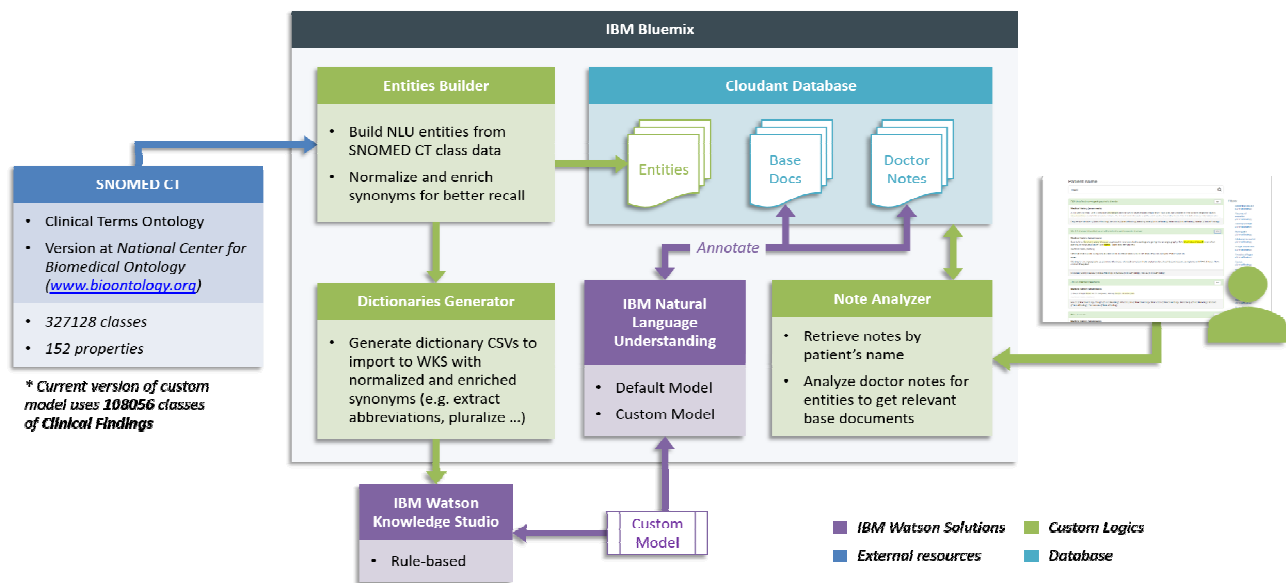 IBM Bluemix
Entities Builder
• Build NLU entities from
SNOMED CT class data
• Normalize and enrich
synonyms for better recall
Cloudant Database
Entities
Base
Docs
Doctor
Notes
SNOMED CT
• Clinical Terms Ontology
• Version at National Center for
Biomedical Ontology
(www.bioontology.org)
• 327128 classes
• 152 properties
* Current version of custom
model uses 108056 classes
of Clinical Findings
Annotate
Dictionaries Generator
• Generate dictionary CSVs to
import to WKS with
normalized and enriched
synonyms (e.g. extract
abbreviations, pluralize ...)
IBM Natural
Language
Understanding
• Default Model
• Custom Model
Note Analyzer
• Retrieve notes by
patient's name
• Analyze doctor notes for
entities to get relevant
base documents
Patient name
IBM Watson
Knowledge Studio
• Rule-based
Custom
Model
IBM Watson Solutions
Custom Logics
External resources
Database